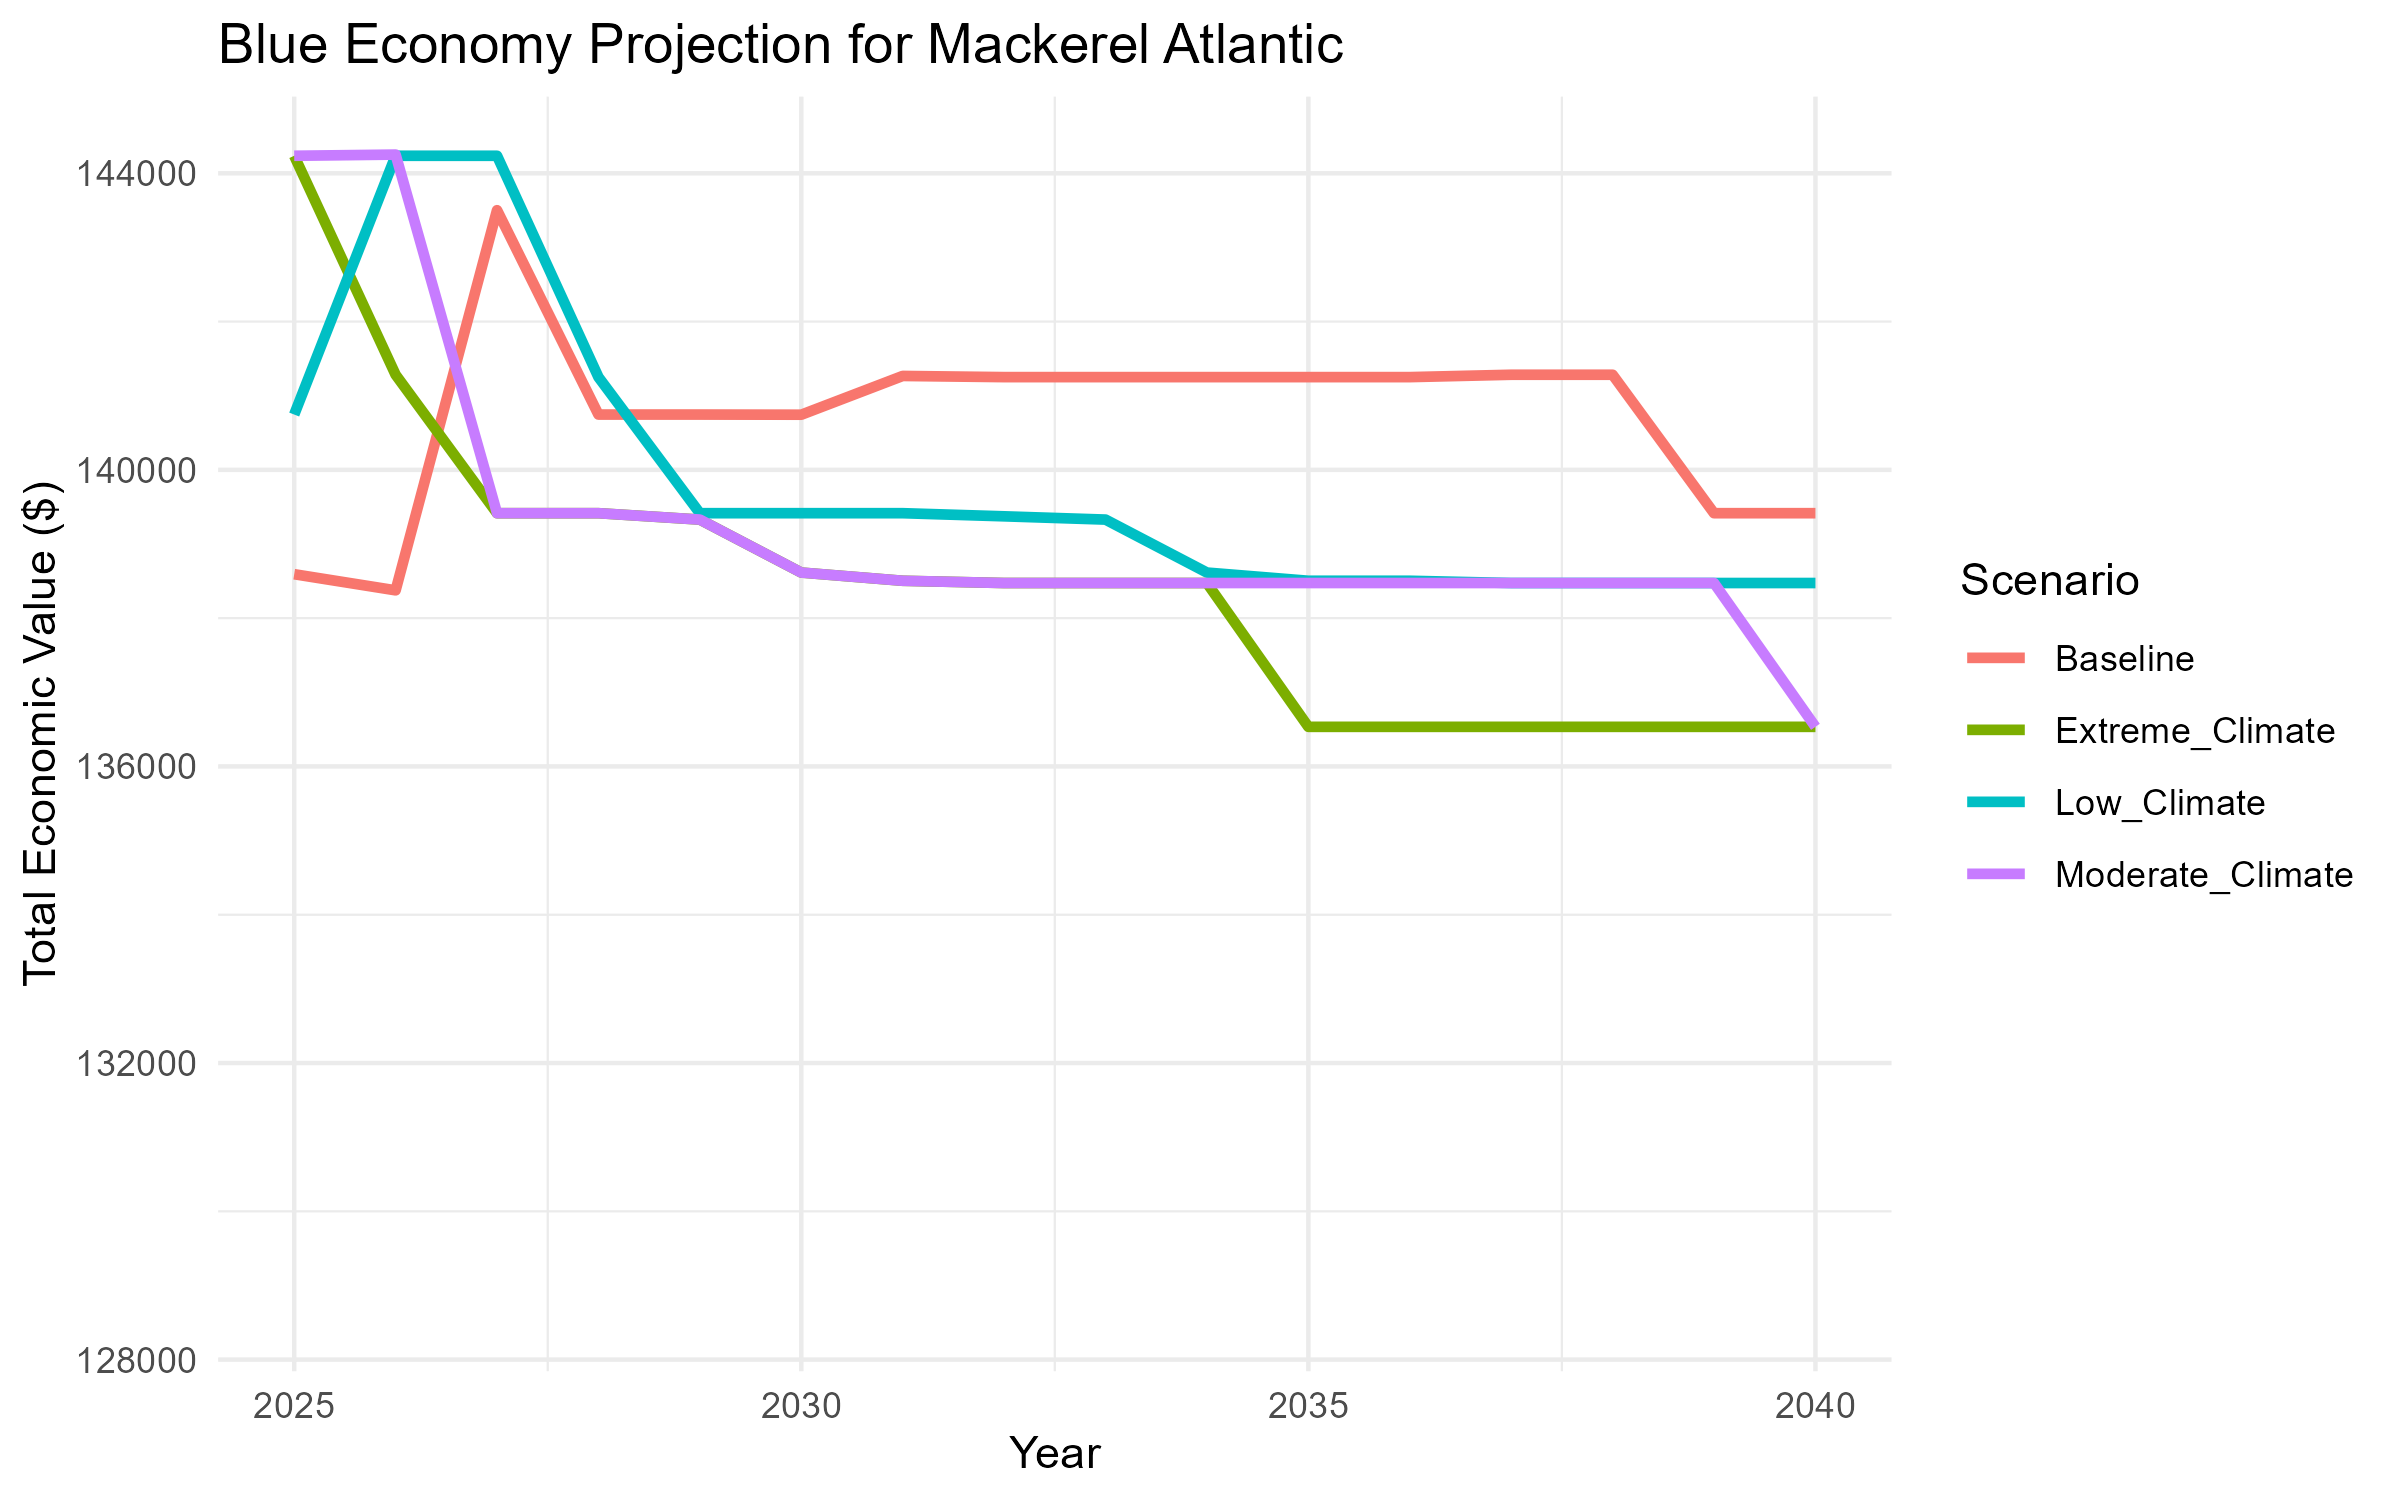 Blue Economy Projection for Mackerel Atlantic
Total Economic Value ($)
144000
140000
136000
132000
128000
2025
2030
2035
2040
Year
Scenario
Baseline
Extreme_Climate
Low_Climate
Moderate_Climate